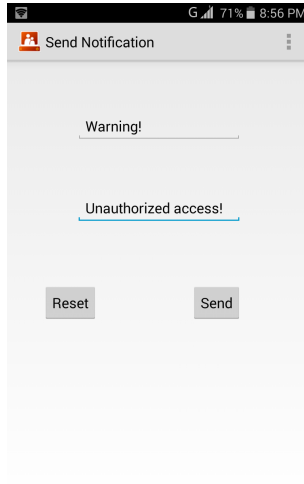 G 71% 8:56 PM
Send Notification
Warning!
Unauthorized access!
Reset Send